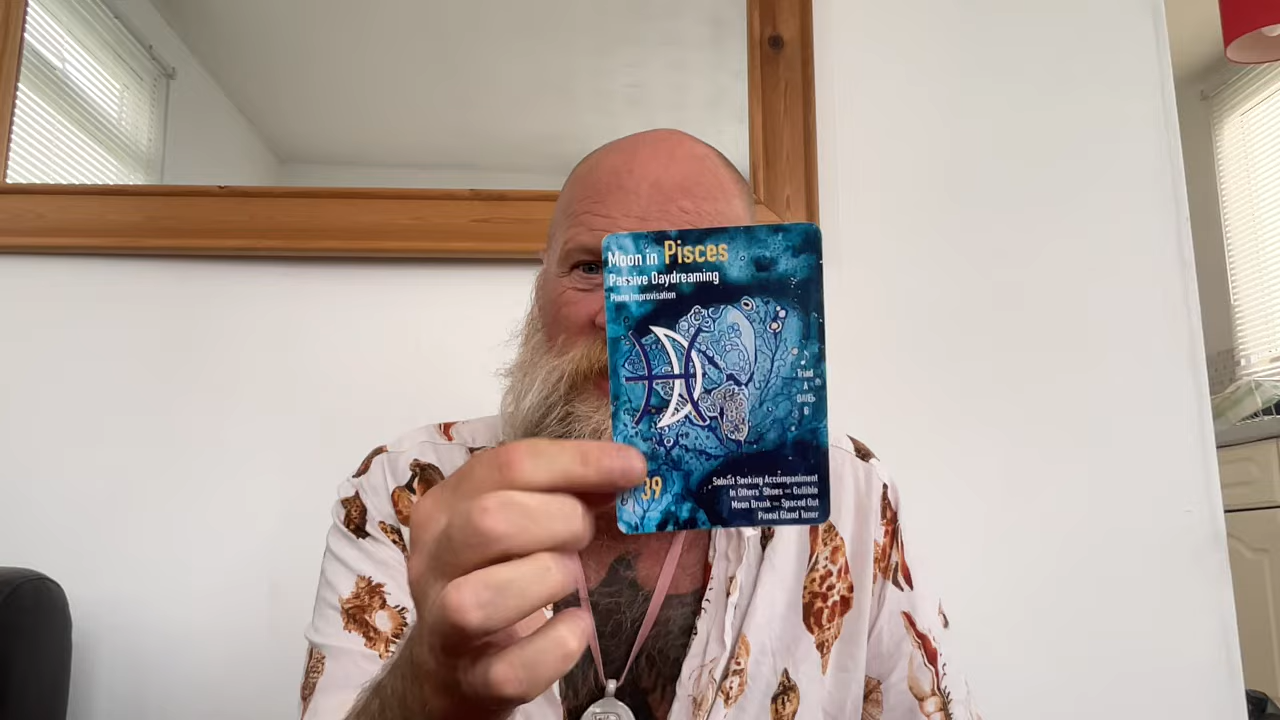 Moon in Pisces
Passive Daydreaming
Piano Improvisation
Triad
A
G
39
Soloist Seeking Accompaniment
In Others' Shoes — Gullible
Moon Drunk — Spaced Out
Pineal Gland Tuner